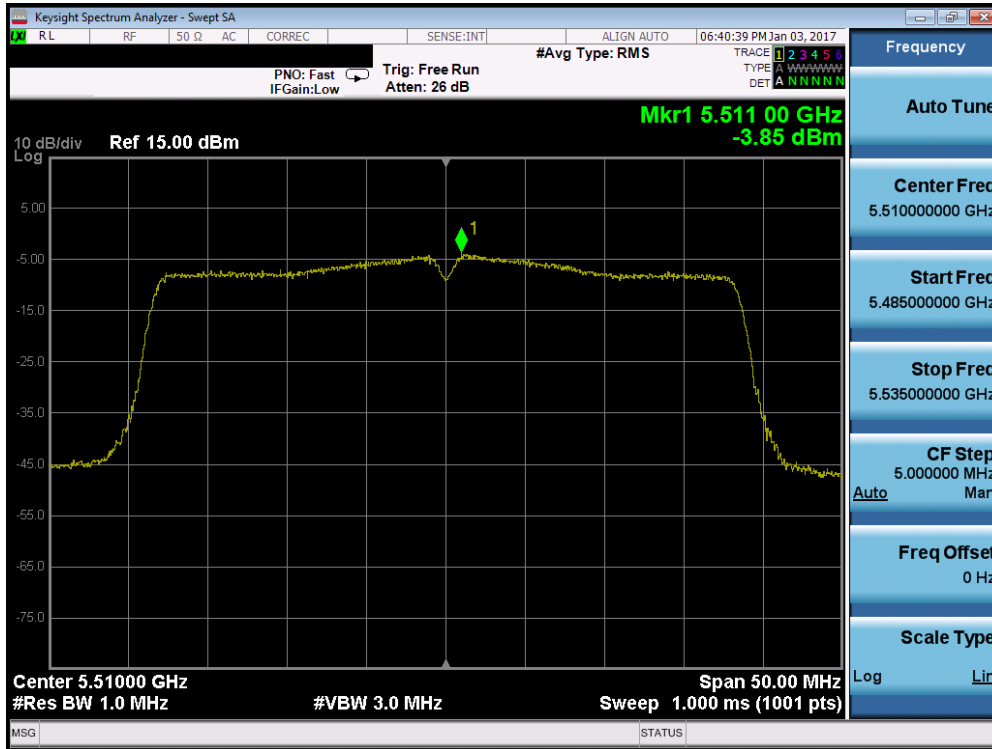 Keysight Spectrum Analyzer - Swept SA
LXI RL RF 50 Ω AC CORREC SENSE:INT ALIGN AUTO 06:40:39 PM Jan 03, 2017
#Avg Type: RMS
TRACE 1 2 3 4 5 6
TYPE A WWWWW
DET A N N N N N
PNO: Fast
IFGain:Low
Trig: Free Run
Atten: 26 dB
Mkr1 5.511 00 GHz
-3.85 dBm
10 dB/div
Log
Ref 15.00 dBm
1
5.00
-5.00
-15.0
-25.0
-35.0
-45.0
-55.0
-65.0
-75.0
Center 5.51000 GHz
Span 50.00 MHz
#Res BW 1.0 MHz
#VBW 3.0 MHz
Sweep 1.000 ms (1001 pts)
MSG
STATUS
Frequency
Auto Tune
Center Freq
5.510000000 GHz
Start Freq
5.485000000 GHz
Stop Freq
5.535000000 GHz
CF Step
5.000000 MHz
Auto Man
Freq Offset
0 Hz
Scale Type
Log Lin